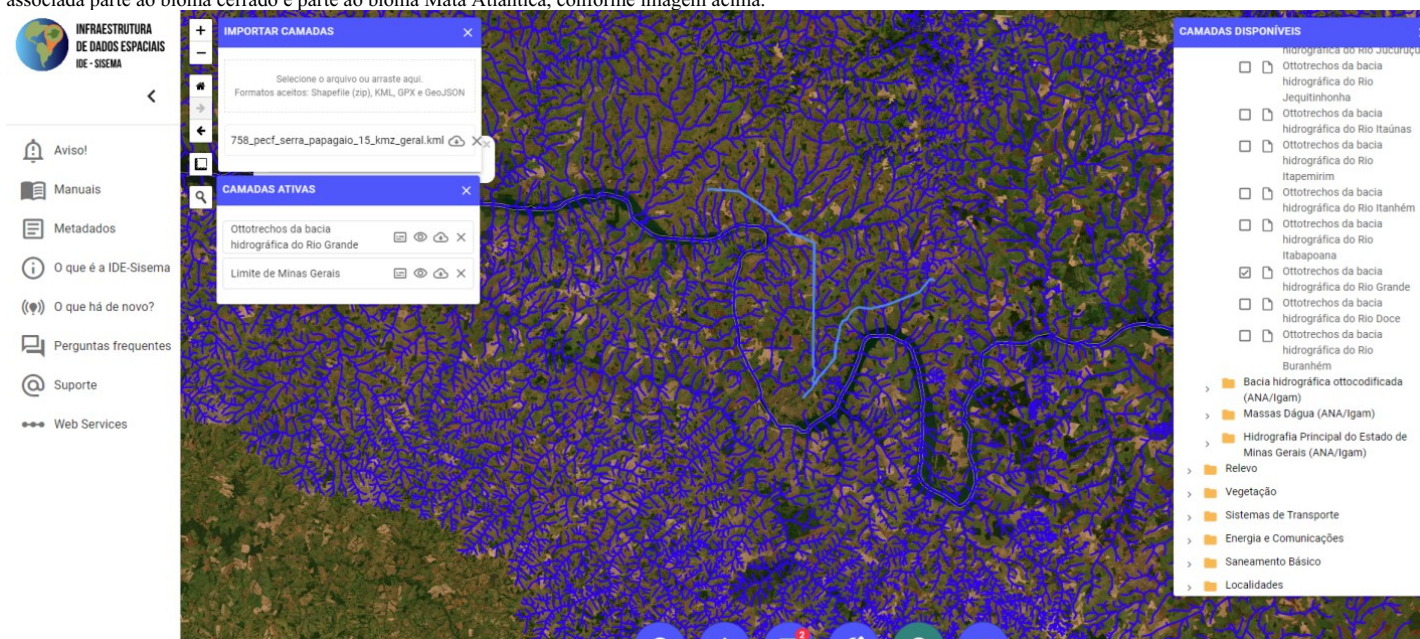 associada parte ao bioma cerrado e parte ao bioma Mata Atlântica, conforme imagem acima.
INFRAESTRUTURA
DE DADOS ESPACIAIS
IDE - SISEMA
Aviso!
Manuais
Metadados
O que é a IDE-Sisema
O que há de novo?
Perguntas frequentes
Suporte
Web Services
+
−
IMPORTAR CAMADAS
Selecione o arquivo ou arraste aqui.
Formatos aceitos: Shapefile (zip), KML, GPX e GeoJSON
758_pecf_serra_papagaio_15_kmz_geral.kml
CAMADAS ATIVAS
Ottotrechos da bacia
hidrográfica do Rio Grande
Limite de Minas Gerais
2
CAMADAS DISPONÍVEIS
hidrográfica do Rio Jucuruçu
Ottotrechos da bacia
hidrográfica do Rio
Jequitinhonha
Ottotrechos da bacia
hidrográfica do Rio Itaúnas
Ottotrechos da bacia
hidrográfica do Rio
Itapemirim
Ottotrechos da bacia
hidrográfica do Rio Itanhém
Ottotrechos da bacia
hidrográfica do Rio
Itabapoana
Ottotrechos da bacia
hidrográfica do Rio Grande
Ottotrechos da bacia
hidrográfica do Rio Doce
Ottotrechos da bacia
hidrográfica do Rio
Buranhém
Bacia hidrográfica ottocodificada
(ANA/Igam)
Massas Dágua (ANA/Igam)
Hidrografia Principal do Estado de
Minas Gerais (ANA/Igam)
Relevo
Vegetação
Sistemas de Transporte
Energia e Comunicações
Saneamento Básico
Localidades